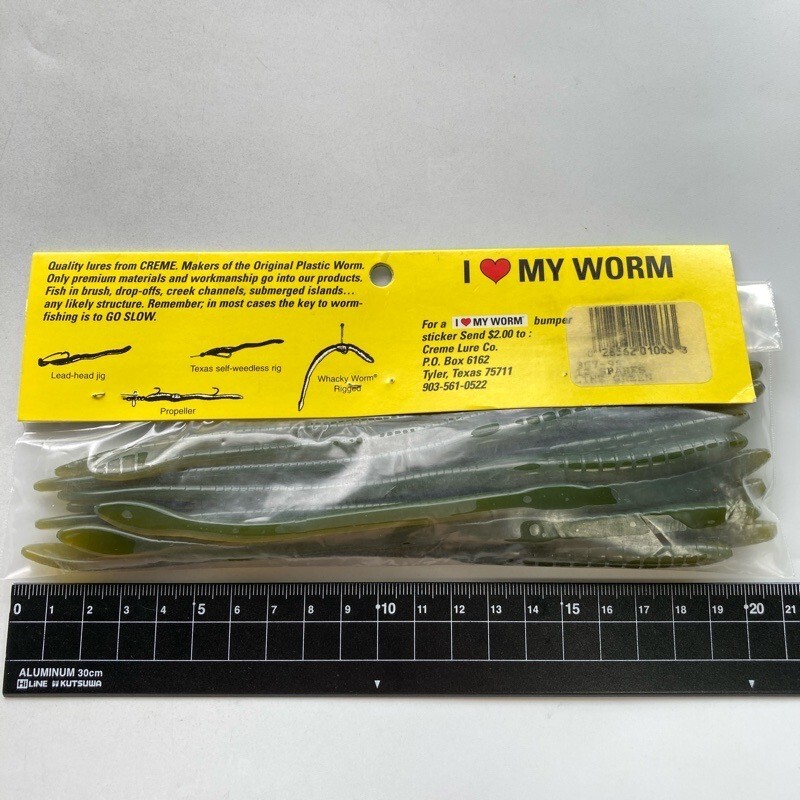 Quality lures from CREME. Makers of the Original Plastic Worm.
Only premium materials and workmanship go into our products.
Fish in brush, drop-offs, creek channels, submerged islands...
any likely structure. Remember; in most cases the key to worm-
fishing is to GO SLOW.
Lead-head jig
Texas self-weedless rig
Propeller
Whacky Worm®
Rigged
I ❤ MY WORM
For a I ❤ MY WORM bumper
sticker Send $2.00 to :
Creme Lure Co.
P.O. Box 6162
Tyler, Texas 75711
903-561-0522
0 1 2 3 4 5 6 7 8 9 10 11 12 13 14 15 16 17 18 19 20 21
ALUMINUM 30cm
HiLiNE KUTSUWA